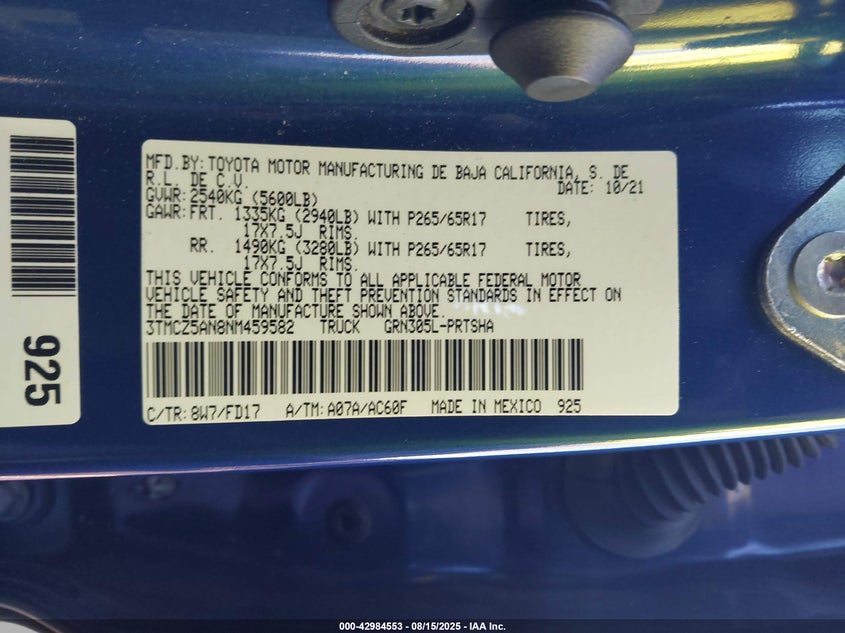 MFD.BY:TOYOTA MOTOR MANUFACTURING DE BAJA CALIFORNIA, S. DE
R.L. DE C.V.
DATE: 10/21
GVWR:2540KG (5600LB)
GAWR:FRT. 1335KG (2940LB) WITH P265/65R17 TIRES,
17X7.5J RIMS.
RR. 1490KG (3280LB) WITH P265/65R17 TIRES,
17X7.5J RIMS.
THIS VEHICLE CONFORMS TO ALL APPLICABLE FEDERAL MOTOR
VEHICLE SAFETY AND THEFT PREVENTION STANDARDS IN EFFECT ON
THE DATE OF MANUFACTURE SHOWN ABOVE.
3TMCZ5AN8NM459582 TRUCK GRN305L-PRTSHA
C/TR:8W7/FD17 A/TM:A07A/AC60F MADE IN MEXICO 925
925
000-42984553 - 08/15/2025 - IAA Inc.